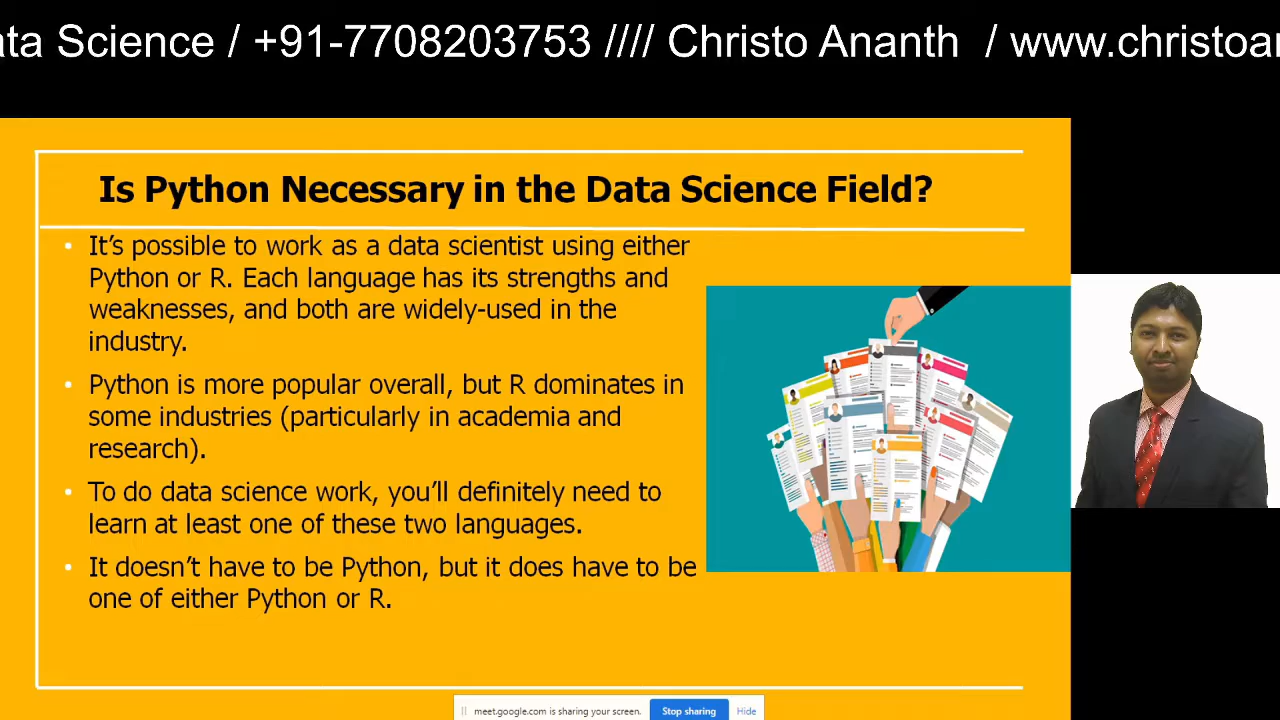 ata Science / +91-7708203753 //// Christo Ananth / www.christoar
Is Python Necessary in the Data Science Field?
• It’s possible to work as a data scientist using either
Python or R. Each language has its strengths and
weaknesses, and both are widely-used in the
industry.
• Python is more popular overall, but R dominates in
some industries (particularly in academia and
research).
• To do data science work, you’ll definitely need to
learn at least one of these two languages.
• It doesn’t have to be Python, but it does have to be
one of either Python or R.
meet.google.com is sharing your screen. Stop sharing Hide